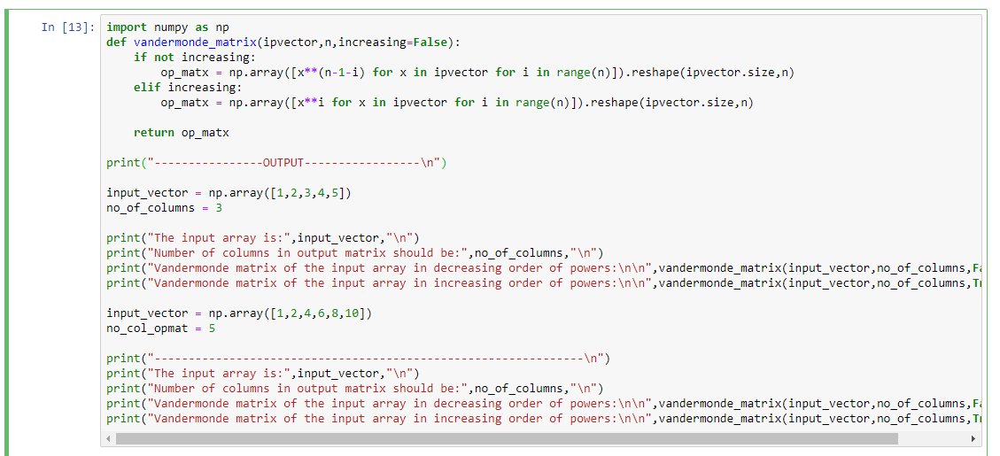 In [13]: import numpy as np
def vandermonde_matrix(ipvector,n,increasing=False):
    if not increasing:
        op_matx = np.array([x**(n-1-i) for x in ipvector for i in range(n)]).reshape(ipvector.size,n)
    elif increasing:
        op_matx = np.array([x**i for x in ipvector for i in range(n)]).reshape(ipvector.size,n)
    return op_matx
print("----------------OUTPUT-----------------\n")
input_vector = np.array([1,2,3,4,5])
no_of_columns = 3
print("The input array is:",input_vector,"\n")
print("Number of columns in output matrix should be:",no_of_columns,"\n")
print("Vandermonde matrix of the input array in decreasing order of powers:\n\n",vandermonde_matrix(input_vector,no_of_columns,Fa
print("Vandermonde matrix of the input array in increasing order of powers:\n\n",vandermonde_matrix(input_vector,no_of_columns,Tr
input_vector = np.array([1,2,4,6,8,10])
no_col_opmat = 5
print("---------------------------------------------------------------\n")
print("The input array is:",input_vector,"\n")
print("Number of columns in output matrix should be:",no_of_columns,"\n")
print("Vandermonde matrix of the input array in decreasing order of powers:\n\n",vandermonde_matrix(input_vector,no_of_columns,Fa
print("Vandermonde matrix of the input array in increasing order of powers:\n\n",vandermonde_matrix(input_vector,no_of_columns,Tr